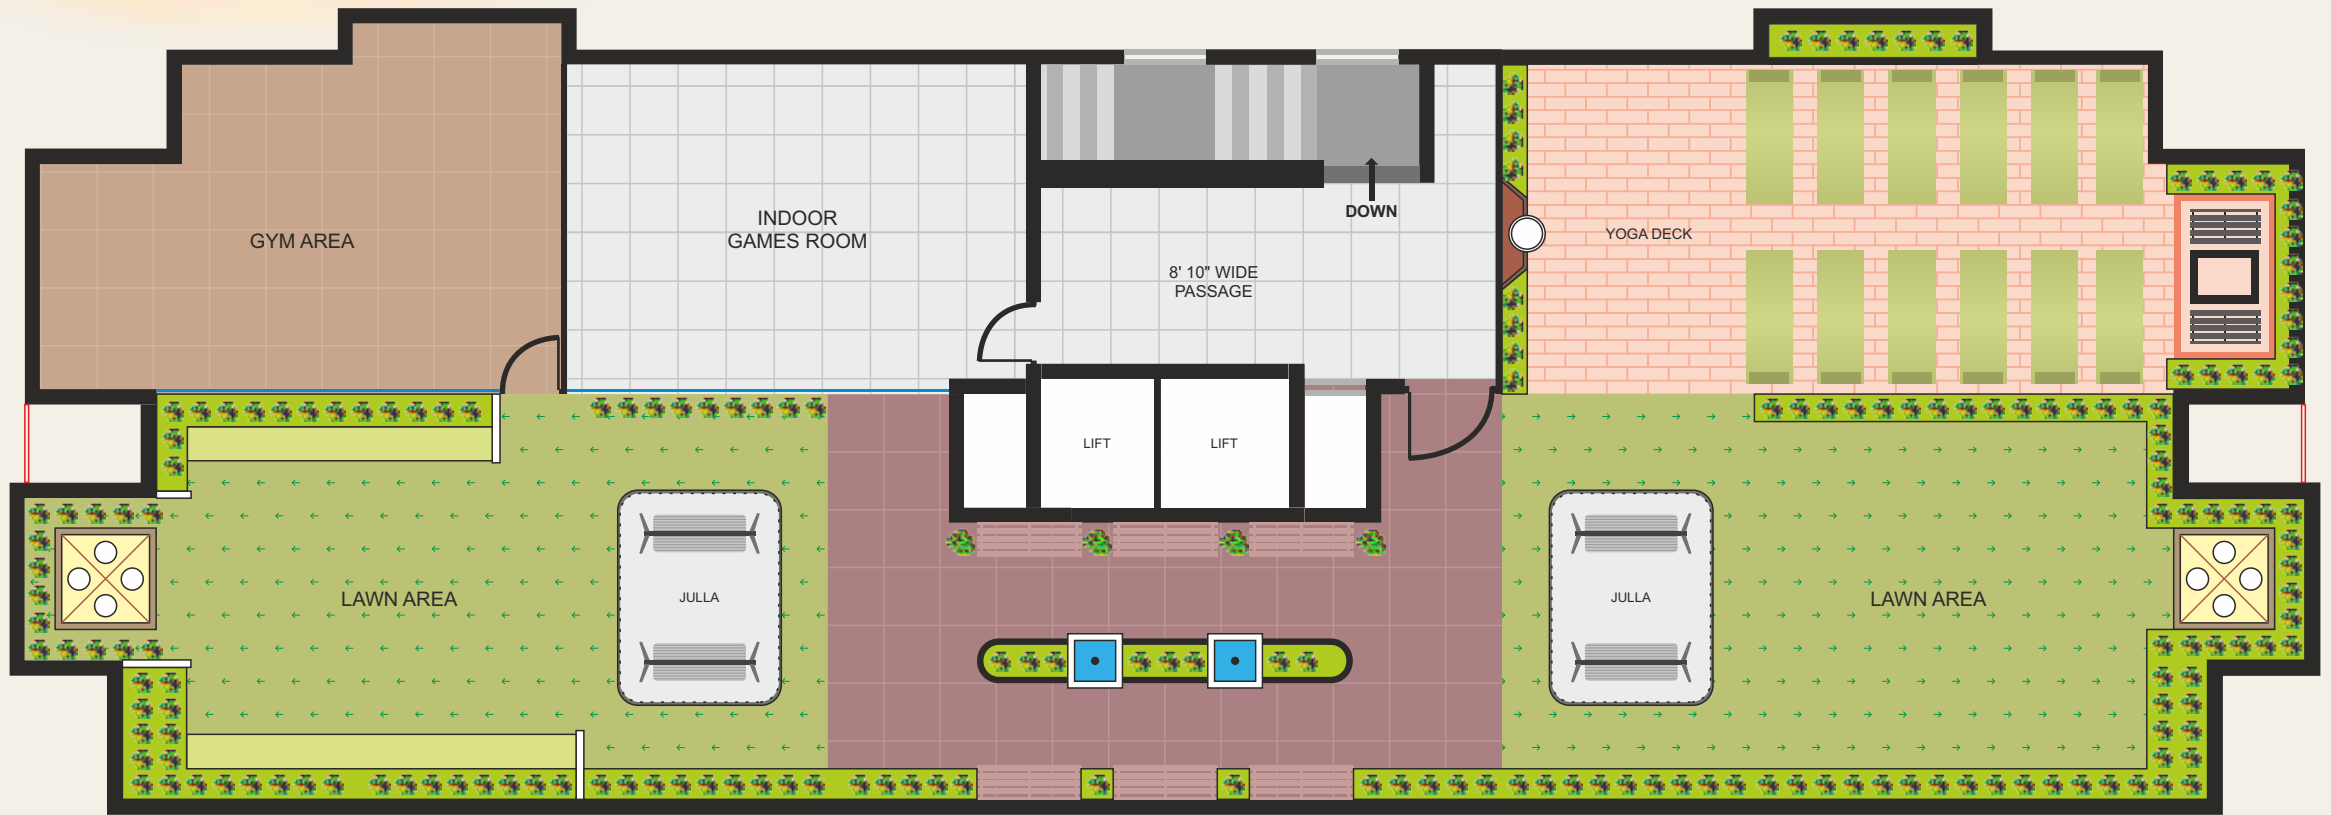 GYM AREA
INDOOR
GAMES ROOM
DOWN
8' 10" WIDE
PASSAGE
YOGA DECK
LIFT
LIFT
LAWN AREA
JULLA
JULLA
LAWN AREA